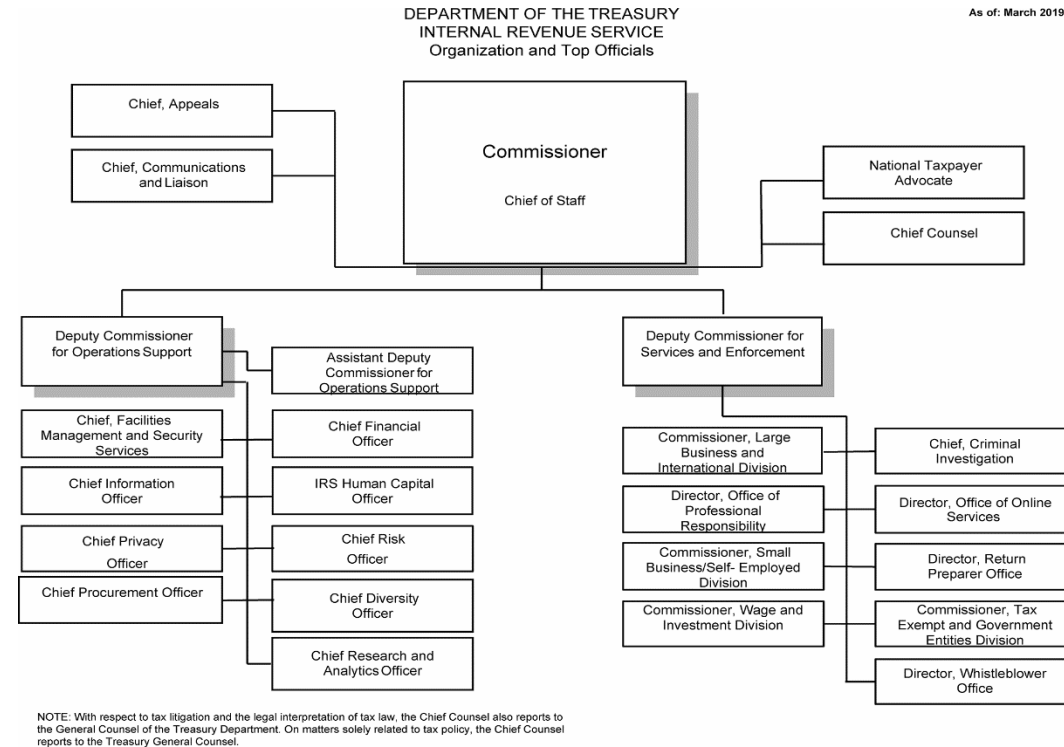 DEPARTMENT OF THE TREASURY
INTERNAL REVENUE SERVICE
Organization and Top Officials
As of: March 2019
Chief, Appeals
Chief, Communications
and Liaison
Commissioner
Chief of Staff
National Taxpayer
Advocate
Chief Counsel
Deputy Commissioner
for Operations Support
Assistant Deputy
Commissioner for
Operations Support
Chief, Facilities
Management and Security
Services
Chief Financial
Officer
Chief Information
Officer
IRS Human Capital
Officer
Chief Privacy
Officer
Chief Risk
Officer
Chief Procurement Officer
Chief Diversity
Officer
Chief Research and
Analytics Officer
Deputy Commissioner for
Services and Enforcement
Commissioner, Large
Business and
International Division
Chief, Criminal
Investigation
Director, Office of
Professional
Responsibility
Director, Office of Online
Services
Commissioner, Small
Business/Self- Employed
Division
Director, Return
Preparer Office
Commissioner, Wage and
Investment Division
Commissioner, Tax
Exempt and Government
Entities Division
Director, Whistleblower
Office
NOTE: With respect to tax litigation and the legal interpretation of tax law, the Chief Counsel also reports to
the General Counsel of the Treasury Department. On matters solely related to tax policy, the Chief Counsel
reports to the Treasury General Counsel.